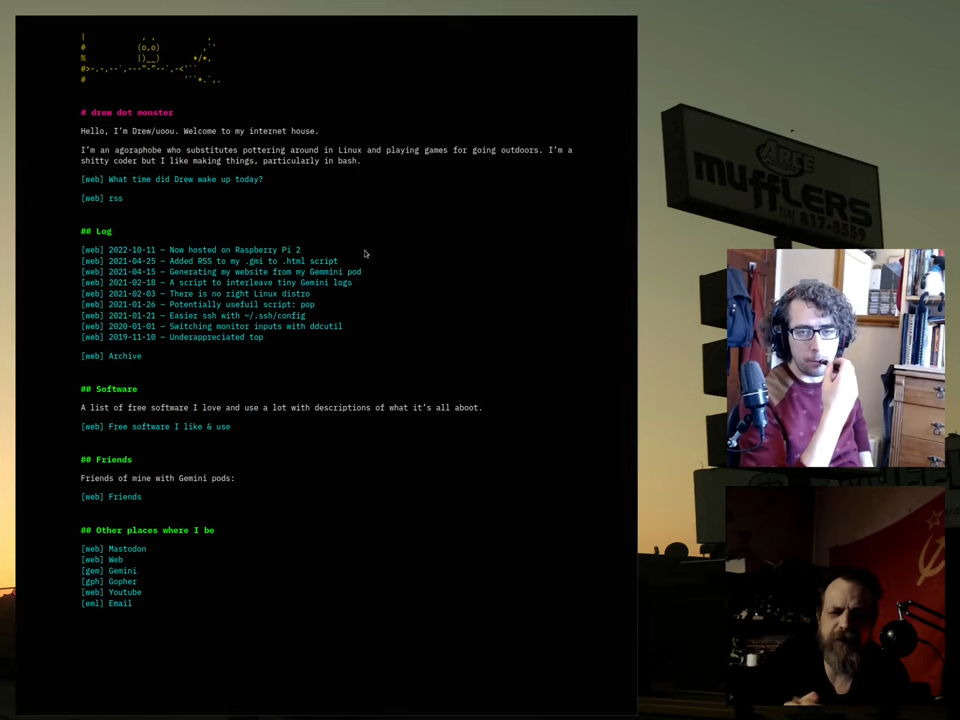 # drew dot monster
Hello, I'm Drew/uoou. Welcome to my internet house.
I'm an agoraphobe who substitutes pottering around in Linux and playing games for going outdoors. I'm a
shitty coder but I like making things, particularly in bash.
[web] What time did Drew wake up today?
[web] rss
## Log
[web] 2022-10-11 – Now hosted on Raspberry Pi 2
[web] 2021-04-25 – Added RSS to my .gmi to .html script
[web] 2021-04-15 – Generating my website from my Gemmini pod
[web] 2021-02-18 – A script to interleave tiny Gemini logs
[web] 2021-02-03 – There is no right Linux distro
[web] 2021-01-26 – Potentially usefuil script: pop
[web] 2021-01-21 – Easier ssh with ~/.ssh/config
[web] 2020-01-01 – Switching monitor inputs with ddcutil
[web] 2019-11-10 – Underappreciated top
[web] Archive
## Software
A list of free software I love and use a lot with descriptions of what it's all aboot.
[web] Free software I like & use
## Friends
Friends of mine with Gemini pods:
[web] Friends
## Other places where I be
[web] Mastodon
[web] Web
[gem] Gemini
[gph] Gopher
[web] Youtube
[eml] Email
muffLERS
817-8559